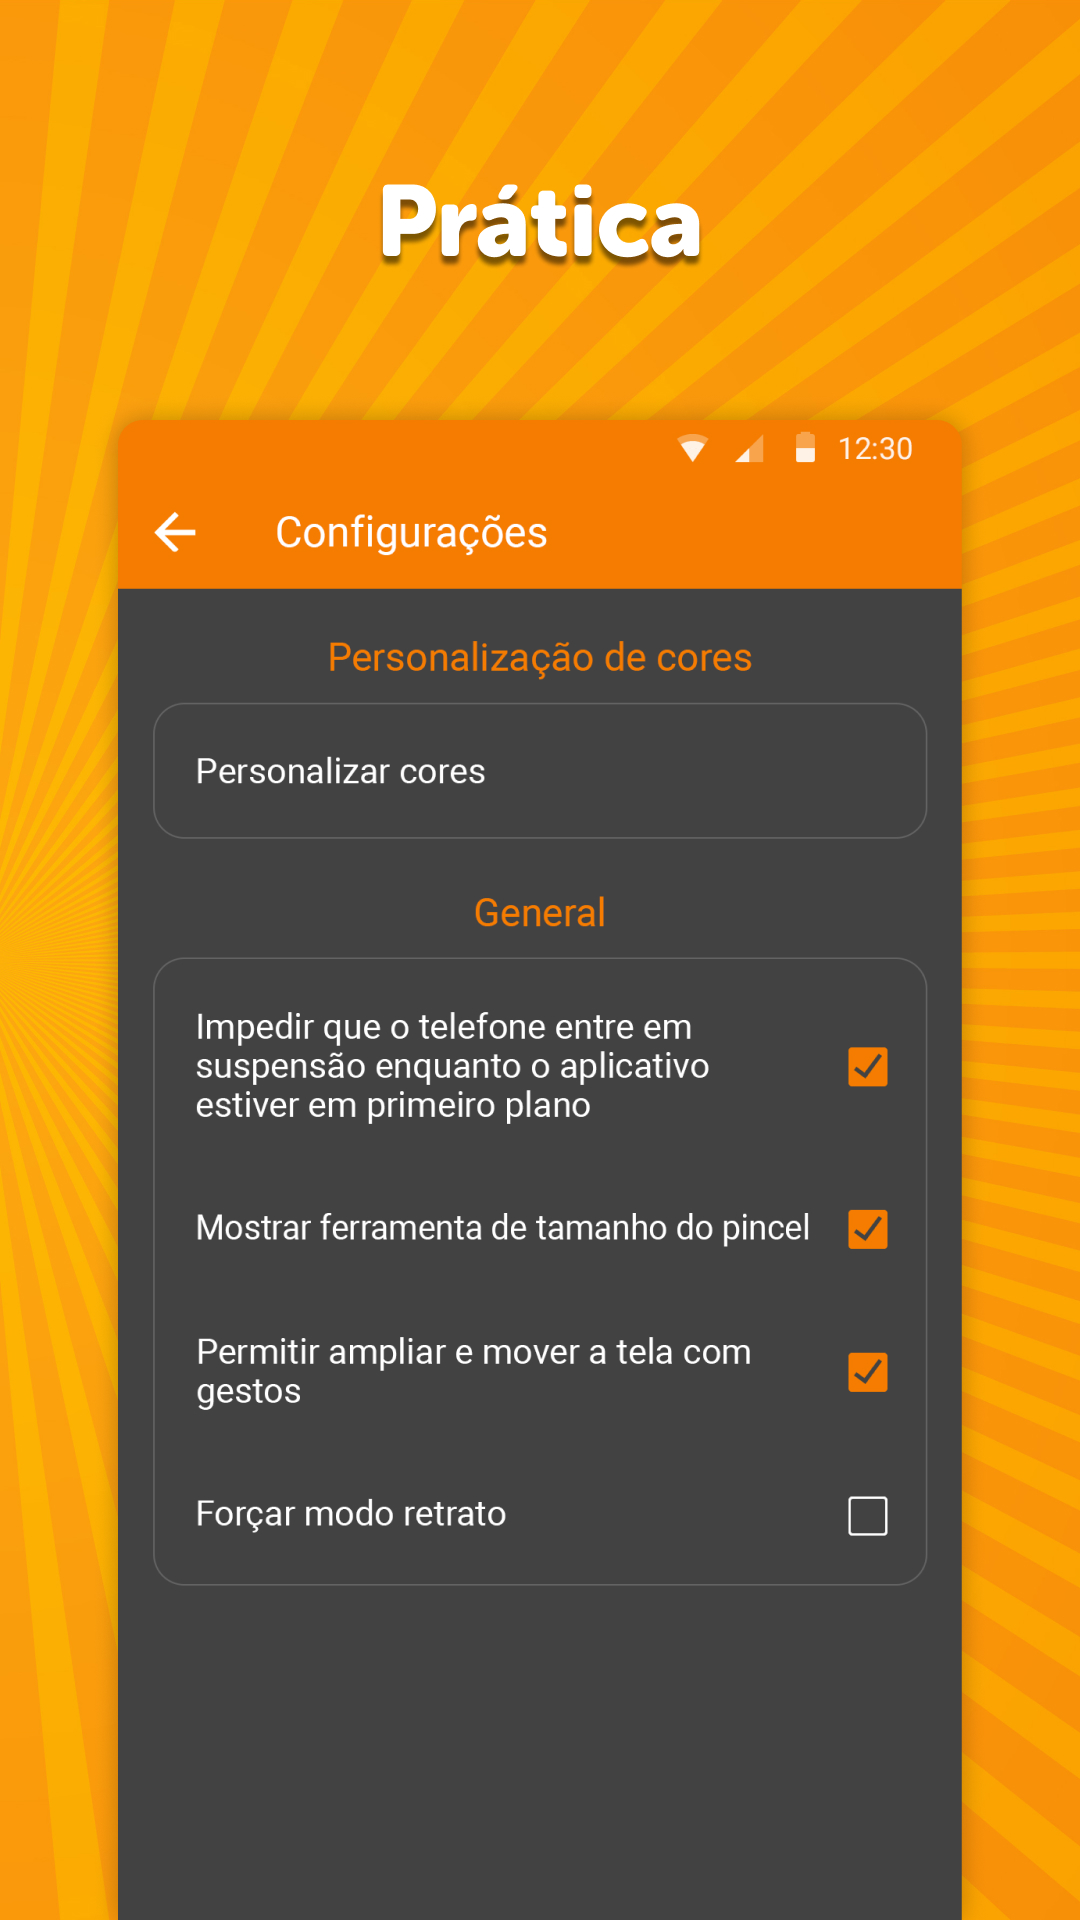 Prática
12:30
Configurações
Personalização de cores
Personalizar cores
General
Impedir que o telefone entre em
suspensão enquanto o aplicativo
estiver em primeiro plano
Mostrar ferramenta de tamanho do pincel
Permitir ampliar e mover a tela com
gestos
Forçar modo retrato